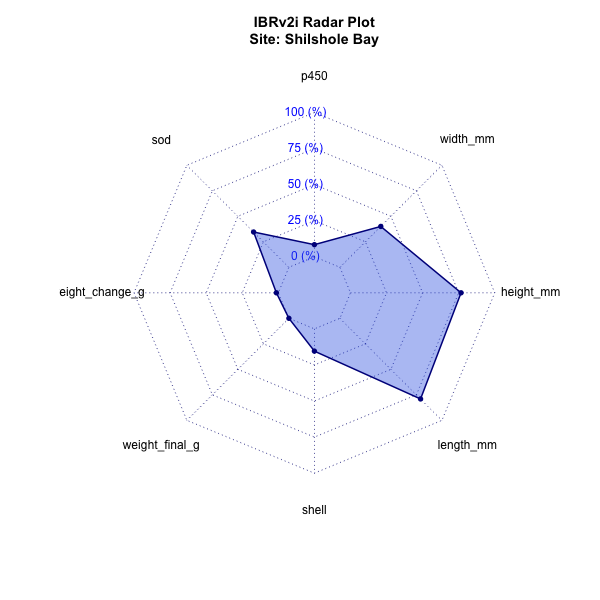 IBRv2i Radar Plot
Site: Shilshole Bay
p450
100 (%)
sod
width_mm
75 (%)
50 (%)
25 (%)
0 (%)
eight_change_g
height_mm
weight_final_g
length_mm
shell